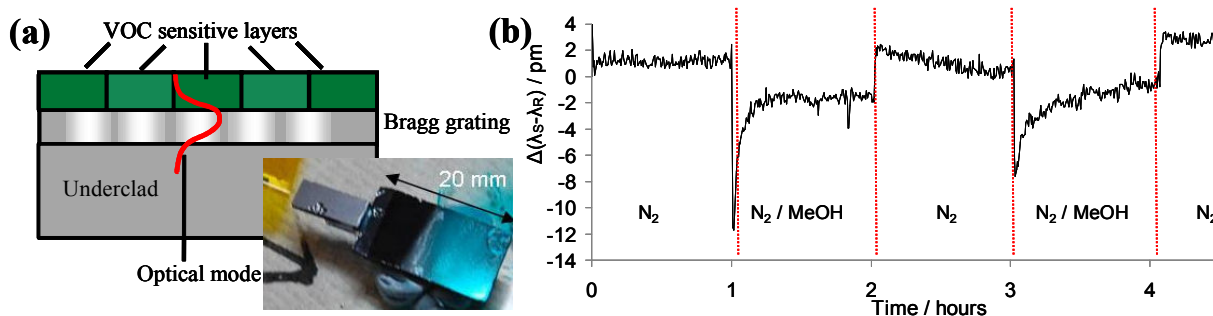 (a)
VOC sensitive layers
Bragg grating
Underclad
Optical mode
20 mm
(b)
Δ(λS-λR) / pm
4
2
0
-2
-4
-6
-8
-10
-12
-14
N2
N2 / MeOH
N2
N2 / MeOH
N2
0
1
2
3
4
Time / hours